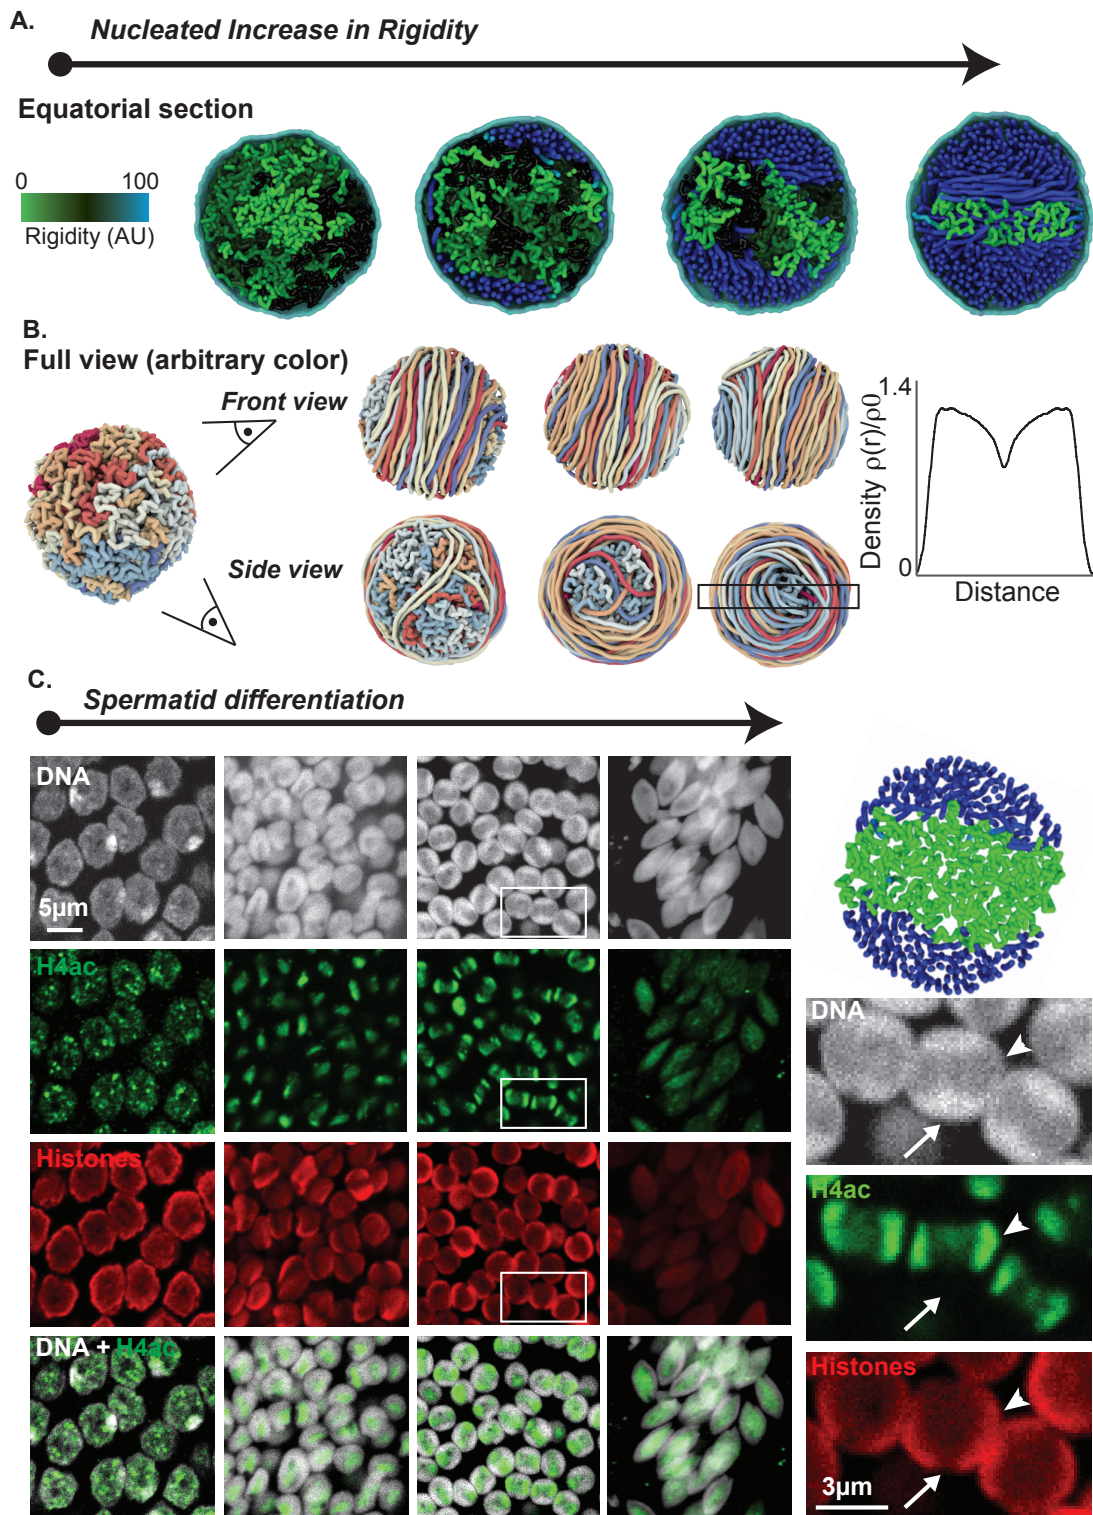 A.
Nucleated Increase in Rigidity
Equatorial section
0 100
Rigidity (AU)
B.
Full view (arbitrary color)
Front view
Side view
1.4
Density ρ(r)/ρ0
0
Distance
C.
Spermatid differentiation
DNA
5µm
H4ac
Histones
DNA + H4ac
DNA
H4ac
Histones
3µm